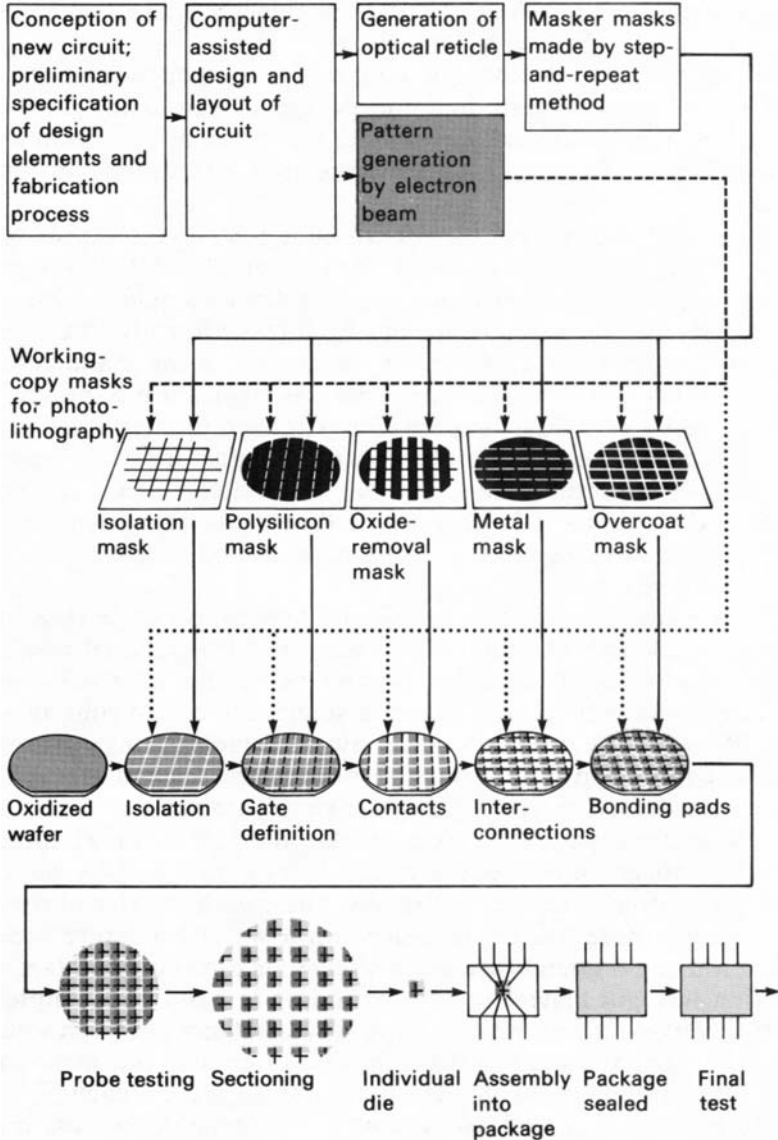 Conception of
new circuit;
preliminary
specification
of design
elements and
fabrication
process
Computer-
assisted
design and
layout of
circuit
Generation of
optical reticle
Masker masks
made by step-
and-repeat
method
Pattern
generation
by electron
beam
Working-
copy masks
for photo-
lithography
Isolation
mask
Polysilicon
mask
Oxide-
removal
mask
Metal
mask
Overcoat
mask
Oxidized
wafer
Isolation
Gate
definition
Contacts
Inter-
connections
Bonding pads
Probe testing
Sectioning
Individual
die
Assembly
into
package
Package
sealed
Final
test